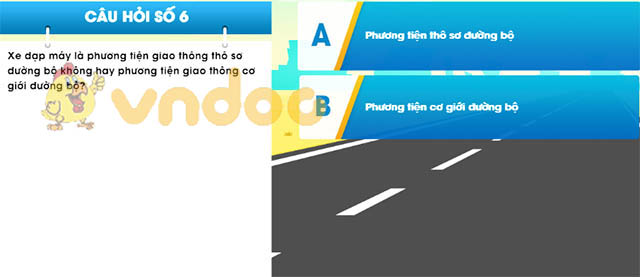 CÂU HỎI SỐ 6
Xe đạp máy là phương tiện giao thông thô sơ
đường bộ không hay phương tiện giao thông cơ
giới đường bộ?
vndoc
A
Phương tiện thô sơ đường bộ
B
Phương tiện cơ giới đường bộ